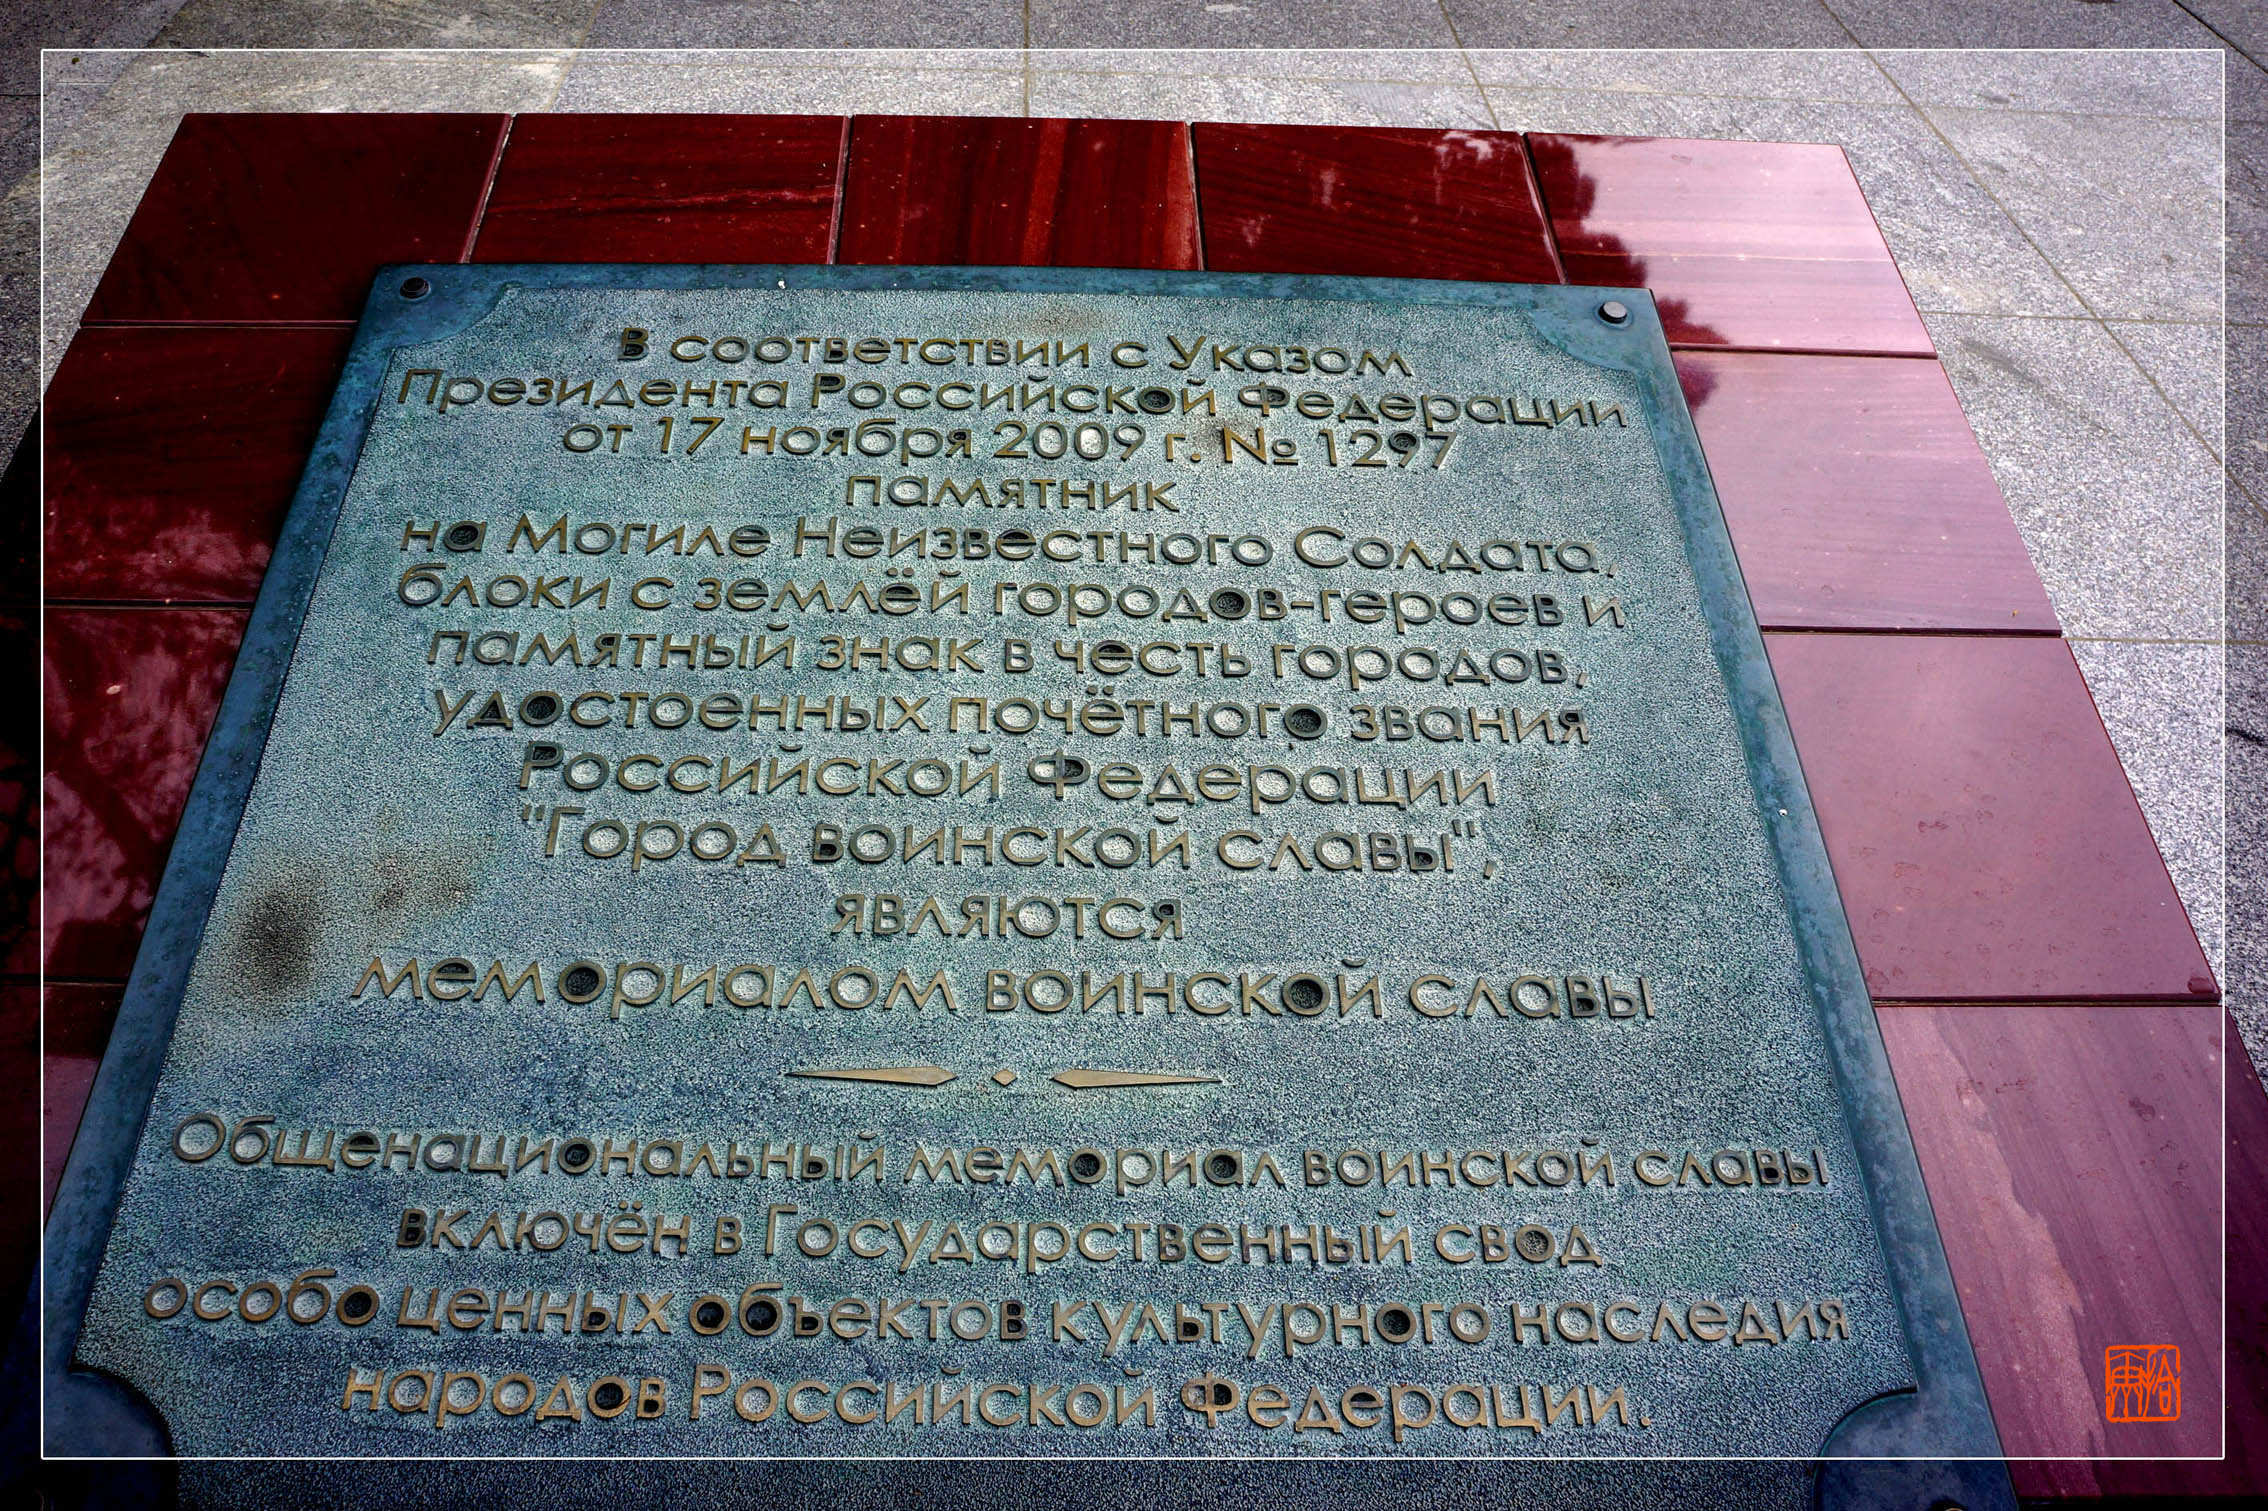 В соответствии с Указом
Президента Российской Федерации
от 17 ноября 2009 г. № 1297
памятник
на Могиле Неизвестного Солдата,
блоки с землёй городов-героев и
памятный знак в честь городов,
удостоенных почётного звания
Российской Федерации
"Город воинской славы",
являются
мемориалом воинской славы
Общенациональный мемориал воинской славы
включён в Государственный свод
особо ценных объектов культурного наследия
народов Российской Федерации.